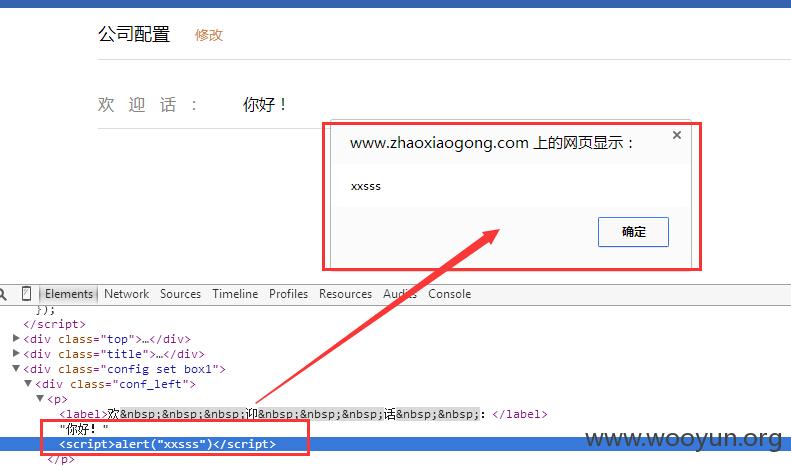 公司配置 修改
欢 迎 话 : 你好！
www.zhaoxiaogong.com 上的网页显示：
xxsss
确定
Elements Network Sources Timeline Profiles Resources Audits Console
});
</script>
<div class="top">…</div>
<div class="title">…</div>
<div class="config set box1">
<div class="conf_left">
<p>
<label>欢&nbsp;&nbsp;&nbsp;迎&nbsp;&nbsp;&nbsp;话&nbsp;&nbsp;: </label>
"你好！"
<script>alert("xxsss")</script>
</p>
www.wooyun.org